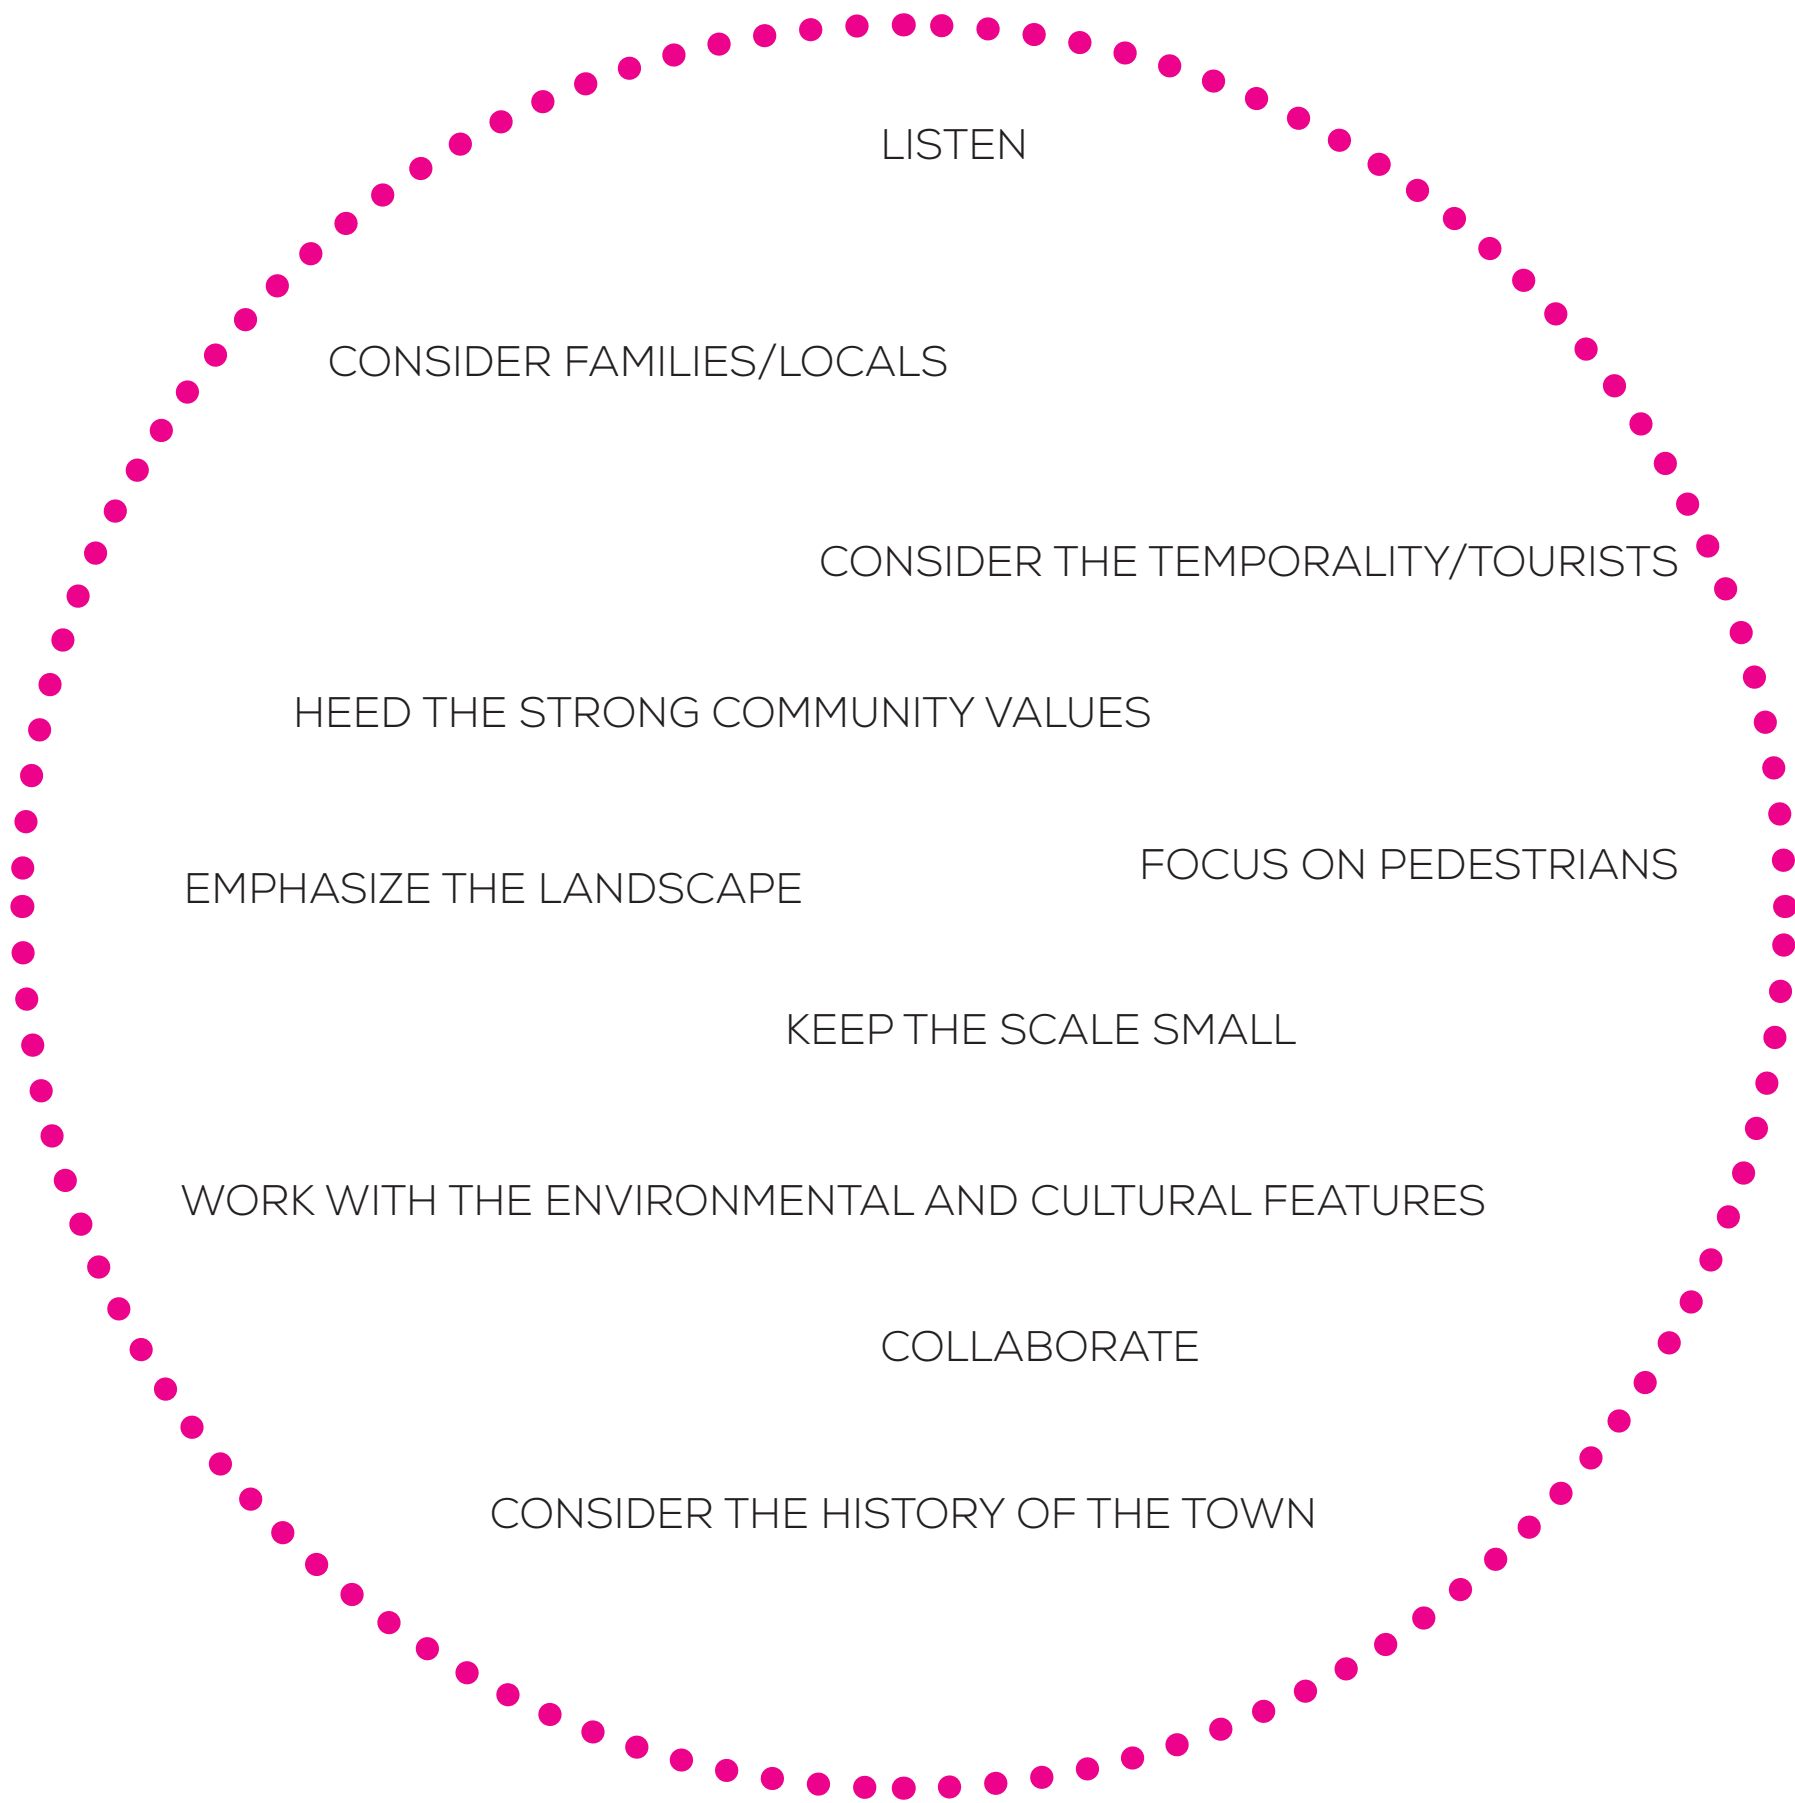 LISTEN
CONSIDER FAMILIES/LOCALS
CONSIDER THE TEMPORALITY/TOURISTS
HEED THE STRONG COMMUNITY VALUES
FOCUS ON PEDESTRIANS
EMPHASIZE THE LANDSCAPE
KEEP THE SCALE SMALL
WORK WITH THE ENVIRONMENTAL AND CULTURAL FEATURES
COLLABORATE
CONSIDER THE HISTORY OF THE TOWN